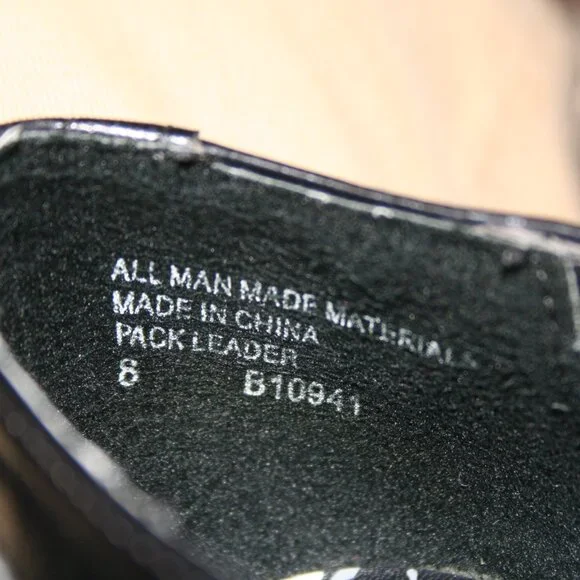 ALL MAN MADE MATERIALS
MADE IN CHINA
PACK LEADER
8 B10941